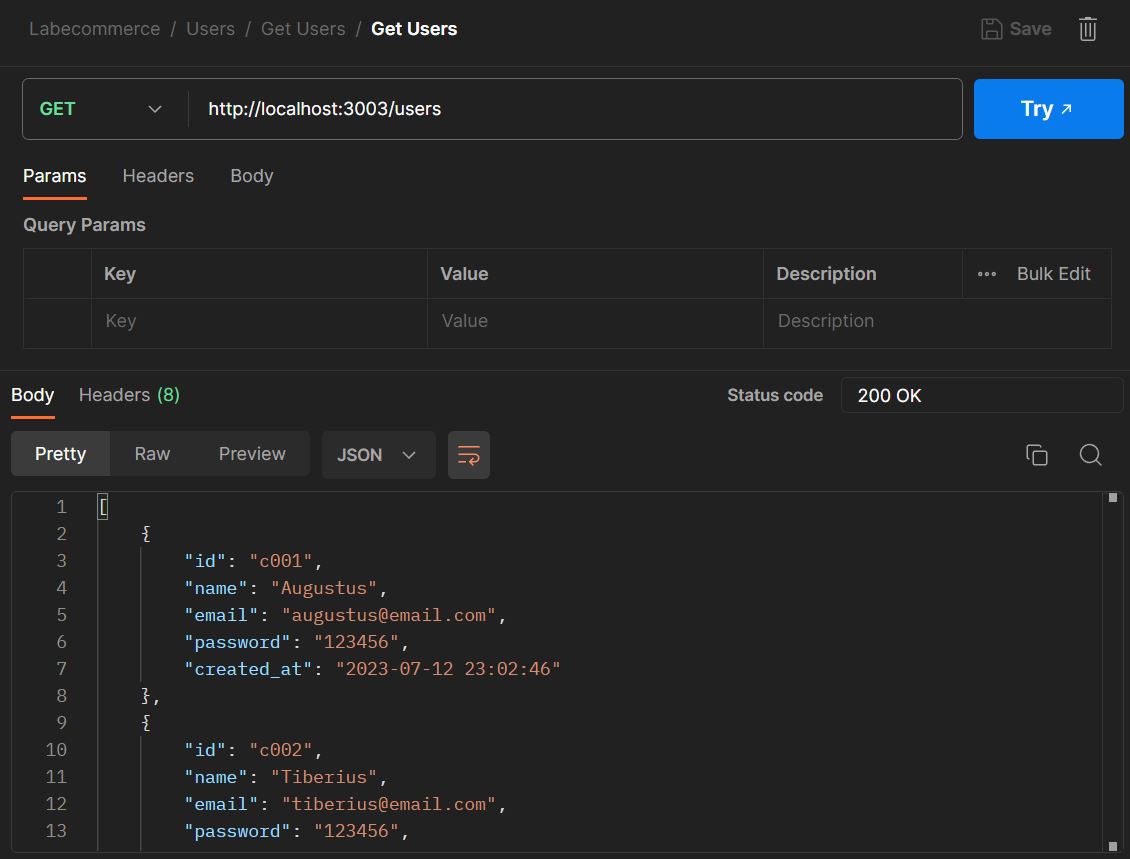 Labecommerce / Users / Get Users / Get Users Save
GET http://localhost:3003/users Try
Params Headers Body
Query Params
Key Value Description ••• Bulk Edit
Key Value Description
Body Headers (8) Status code 200 OK
Pretty Raw Preview JSON
1 [
2 {
3 "id": "c001",
4 "name": "Augustus",
5 "email": "augustus@email.com",
6 "password": "123456",
7 "created_at": "2023-07-12 23:02:46"
8 },
9 {
10 "id": "c002",
11 "name": "Tiberius",
12 "email": "tiberius@email.com",
13 "password": "123456",